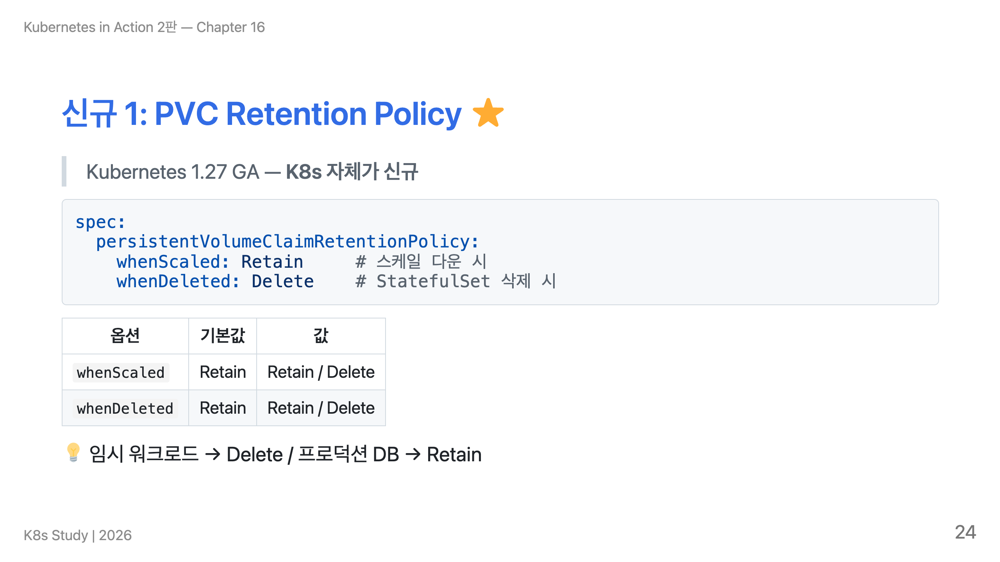 Kubernetes in Action 2판 — Chapter 16
신규 1: PVC Retention Policy ⭐
Kubernetes 1.27 GA — K8s 자체가 신규
spec:
  persistentVolumeClaimRetentionPolicy:
    whenScaled: Retain     # 스케일 다운 시
    whenDeleted: Delete    # StatefulSet 삭제 시
옵션 기본값 값
whenScaled Retain Retain / Delete
whenDeleted Retain Retain / Delete
💡 임시 워크로드 → Delete / 프로덕션 DB → Retain
K8s Study | 2026
24